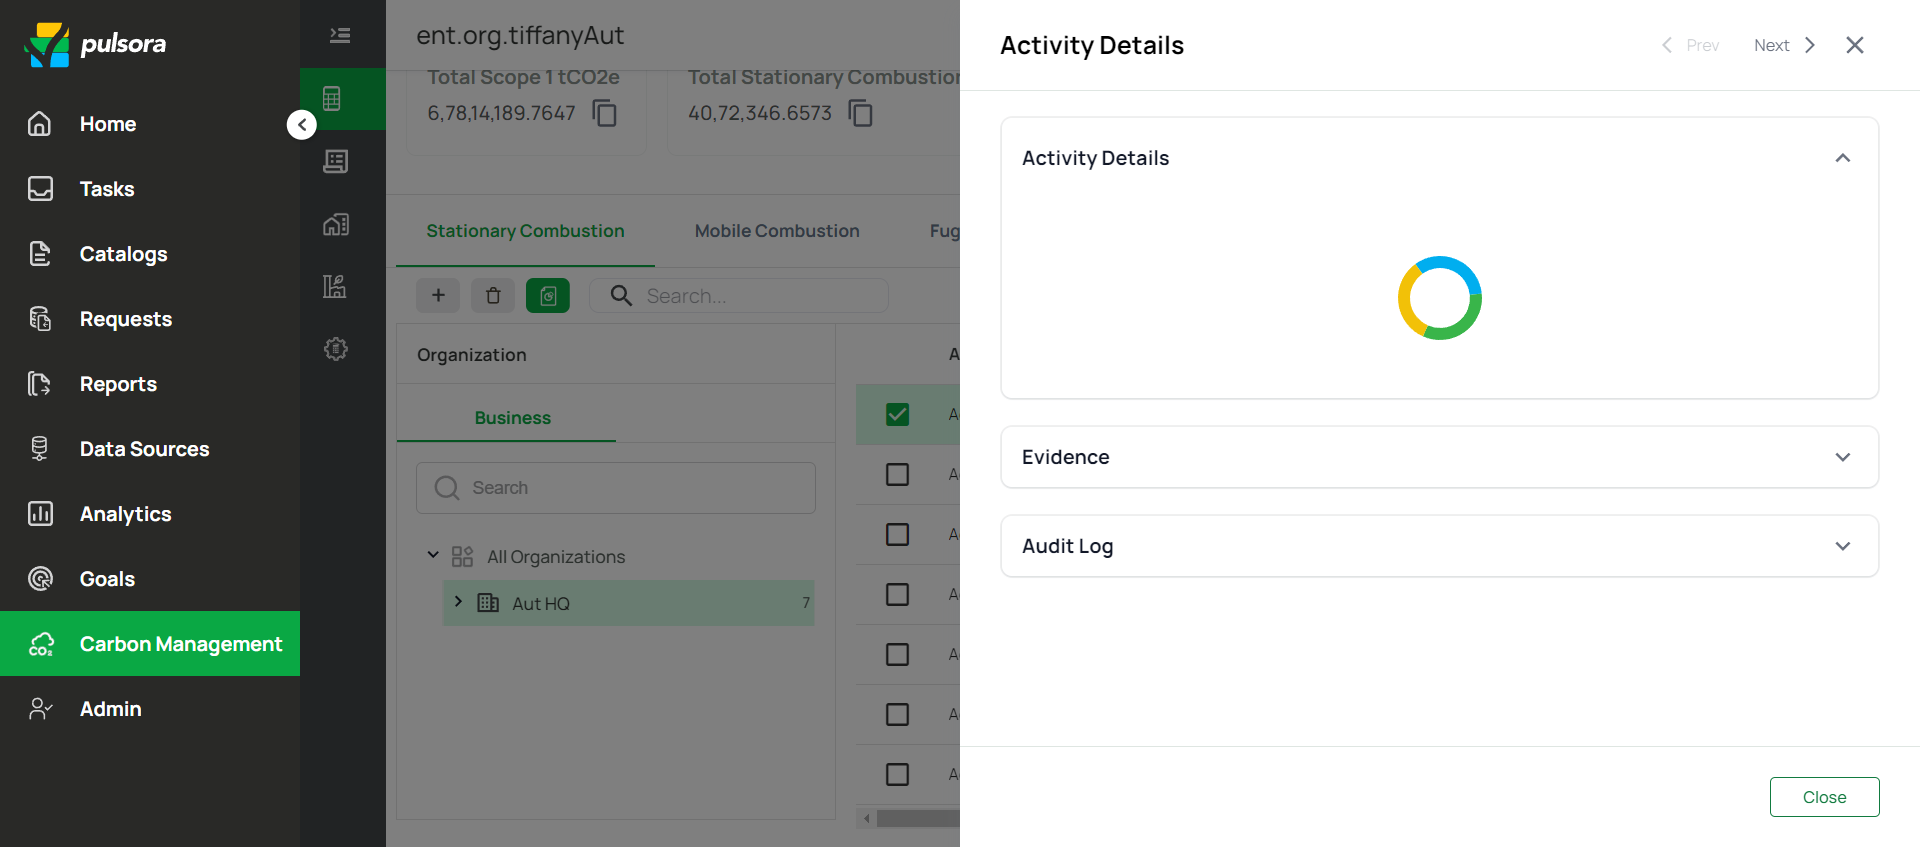 pulsora
Home
Tasks
Catalogs
Requests
Reports
Data Sources
Analytics
Goals
CO₂
Carbon Management
Admin
ent.org.tiffanyAut
Total Scope 1 tCO2e
6,78,14,189.7647
Total Stationary Combustion
40,72,346.6573
Stationary Combustion
Mobile Combustion
Fug
Search...
Organization
Business
Search
All Organizations
Aut HQ
7
Activity Details
Prev
Next
Activity Details
Evidence
Audit Log
Close